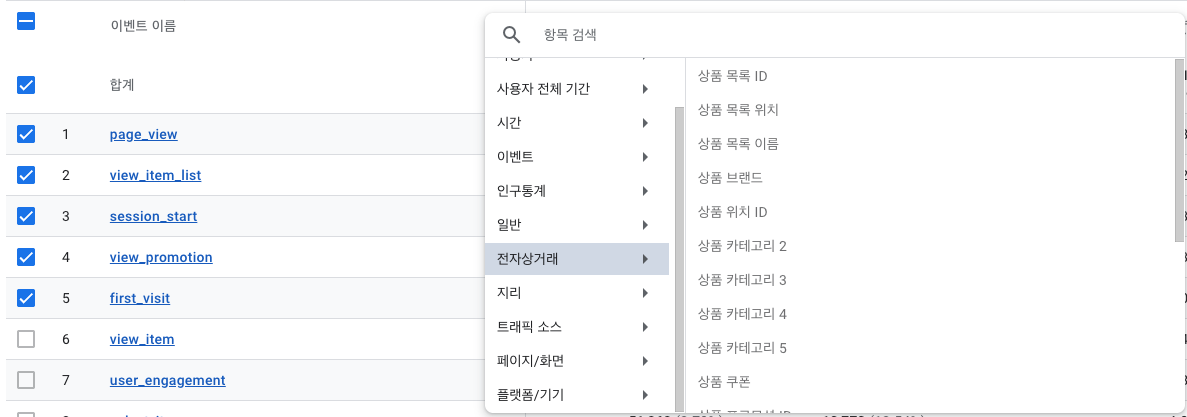 이벤트 이름
합계
1 page_view
2 view_item_list
3 session_start
4 view_promotion
5 first_visit
6 view_item
7 user_engagement
항목 검색
사용자 전체 기간
시간
이벤트
인구통계
일반
전자상거래
지리
트래픽 소스
페이지/화면
플랫폼/기기
상품 목록 ID
상품 목록 위치
상품 목록 이름
상품 브랜드
상품 위치 ID
상품 카테고리 2
상품 카테고리 3
상품 카테고리 4
상품 카테고리 5
상품 쿠폰